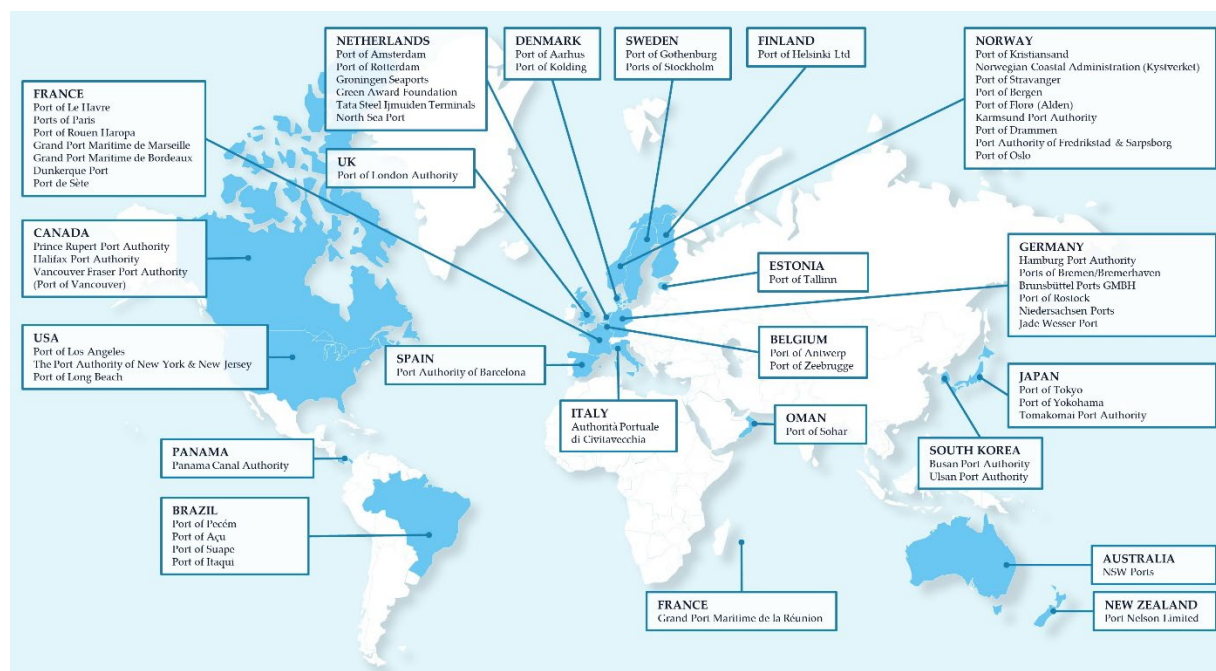 NETHERLANDS
Port of Amsterdam
Port of Rotterdam
Groningen Seaports
Green Award Foundation
Tata Steel Ijmuiden Terminals
North Sea Port
DENMARK
Port of Aarhus
Port of Kolding
SWEDEN
Port of Gothenburg
Ports of Stockholm
FINLAND
Port of Helsinki Ltd
NORWAY
Port of Kristiansand
Norwegian Coastal Administration (Kystverket)
Port of Stravanger
Port of Bergen
Port of Florø (Alden)
Karmsund Port Authority
Port of Drammen
Port Authority of Fredrikstad & Sarpsborg
Port of Oslo
FRANCE
Port of Le Havre
Ports of Paris
Port of Rouen Haropa
Grand Port Maritime de Marseille
Grand Port Maritime de Bordeaux
Dunkerque Port
Port de Sète
UK
Port of London Authority
CANADA
Prince Rupert Port Authority
Halifax Port Authority
Vancouver Fraser Port Authority
(Port of Vancouver)
ESTONIA
Port of Tallinn
GERMANY
Hamburg Port Authority
Ports of Bremen/Bremerhaven
Brunsbüttel Ports GMBH
Port of Rostock
Niedersachsen Ports
Jade Wesser Port
USA
Port of Los Angeles
The Port Authority of New York & New Jersey
Port of Long Beach
SPAIN
Port Authority of Barcelona
BELGIUM
Port of Antwerp
Port of Zeebrugge
JAPAN
Port of Tokyo
Port of Yokohama
Tomakomai Port Authority
ITALY
Authorità Portuale
di Civitavecchia
OMAN
Port of Sohar
SOUTH KOREA
Busan Port Authority
Ulsan Port Authority
PANAMA
Panama Canal Authority
BRAZIL
Port of Pecém
Port of Açu
Port of Suape
Port of Itaqui
AUSTRALIA
NSW Ports
FRANCE
Grand Port Maritime de la Réunion
NEW ZEALAND
Port Nelson Limited